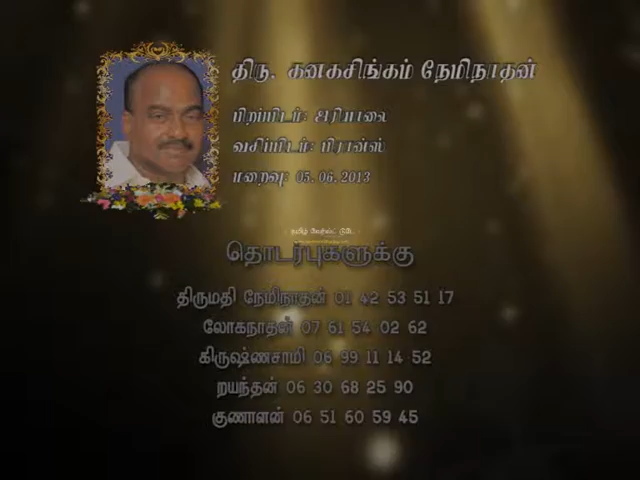 திரு. கனகசிங்கம் நேமிநாதன்
பிறப்பிடம்: அரியாலை
வசிப்பிடம்: பிரான்ஸ்
மறைவு: 05. 06. 2013
தொடர்புகளுக்கு
திருமதி நேமிநாதன் 01 42 53 51 17
லோகநாதன் 07 61 54 02 62
கிருஷ்ணசாமி 06 99 11 14 52
றயந்தன் 06 30 68 25 90
குணாளன் 06 51 60 59 45